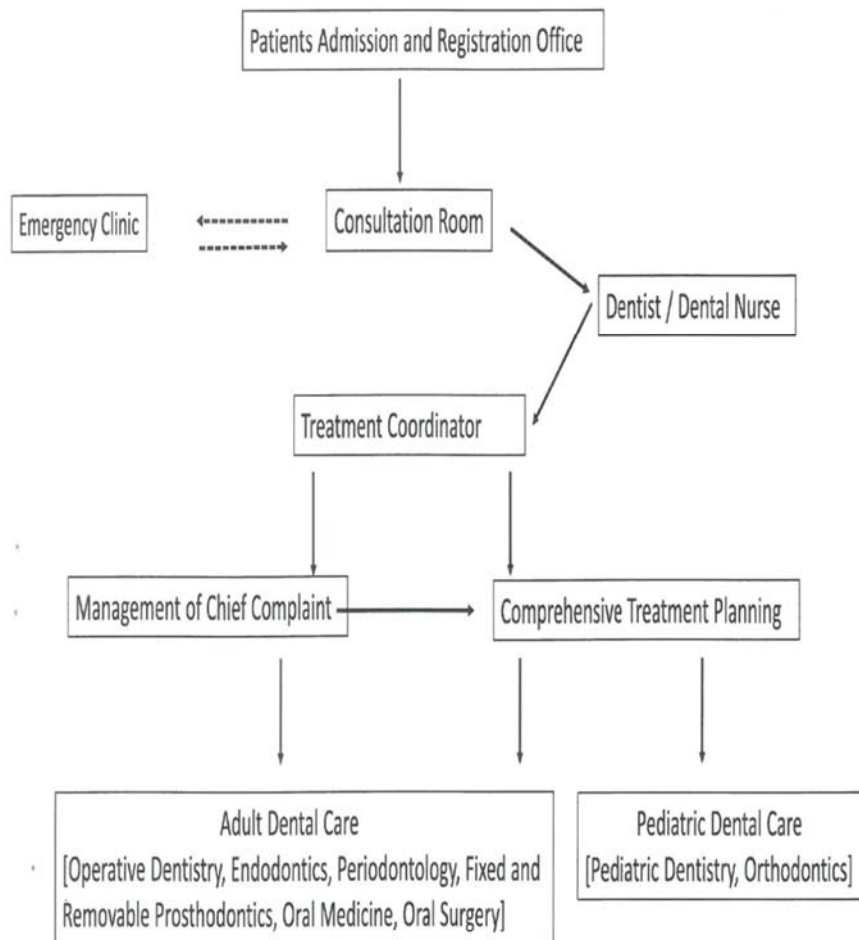 Patients Admission and Registration Office
Emergency Clinic
Consultation Room
Dentist / Dental Nurse
Treatment Coordinator
Management of Chief Complaint
Comprehensive Treatment Planning
Adult Dental Care
[Operative Dentistry, Endodontics, Periodontology, Fixed and
Removable Prosthodontics, Oral Medicine, Oral Surgery]
Pediatric Dental Care
[Pediatric Dentistry, Orthodontics]